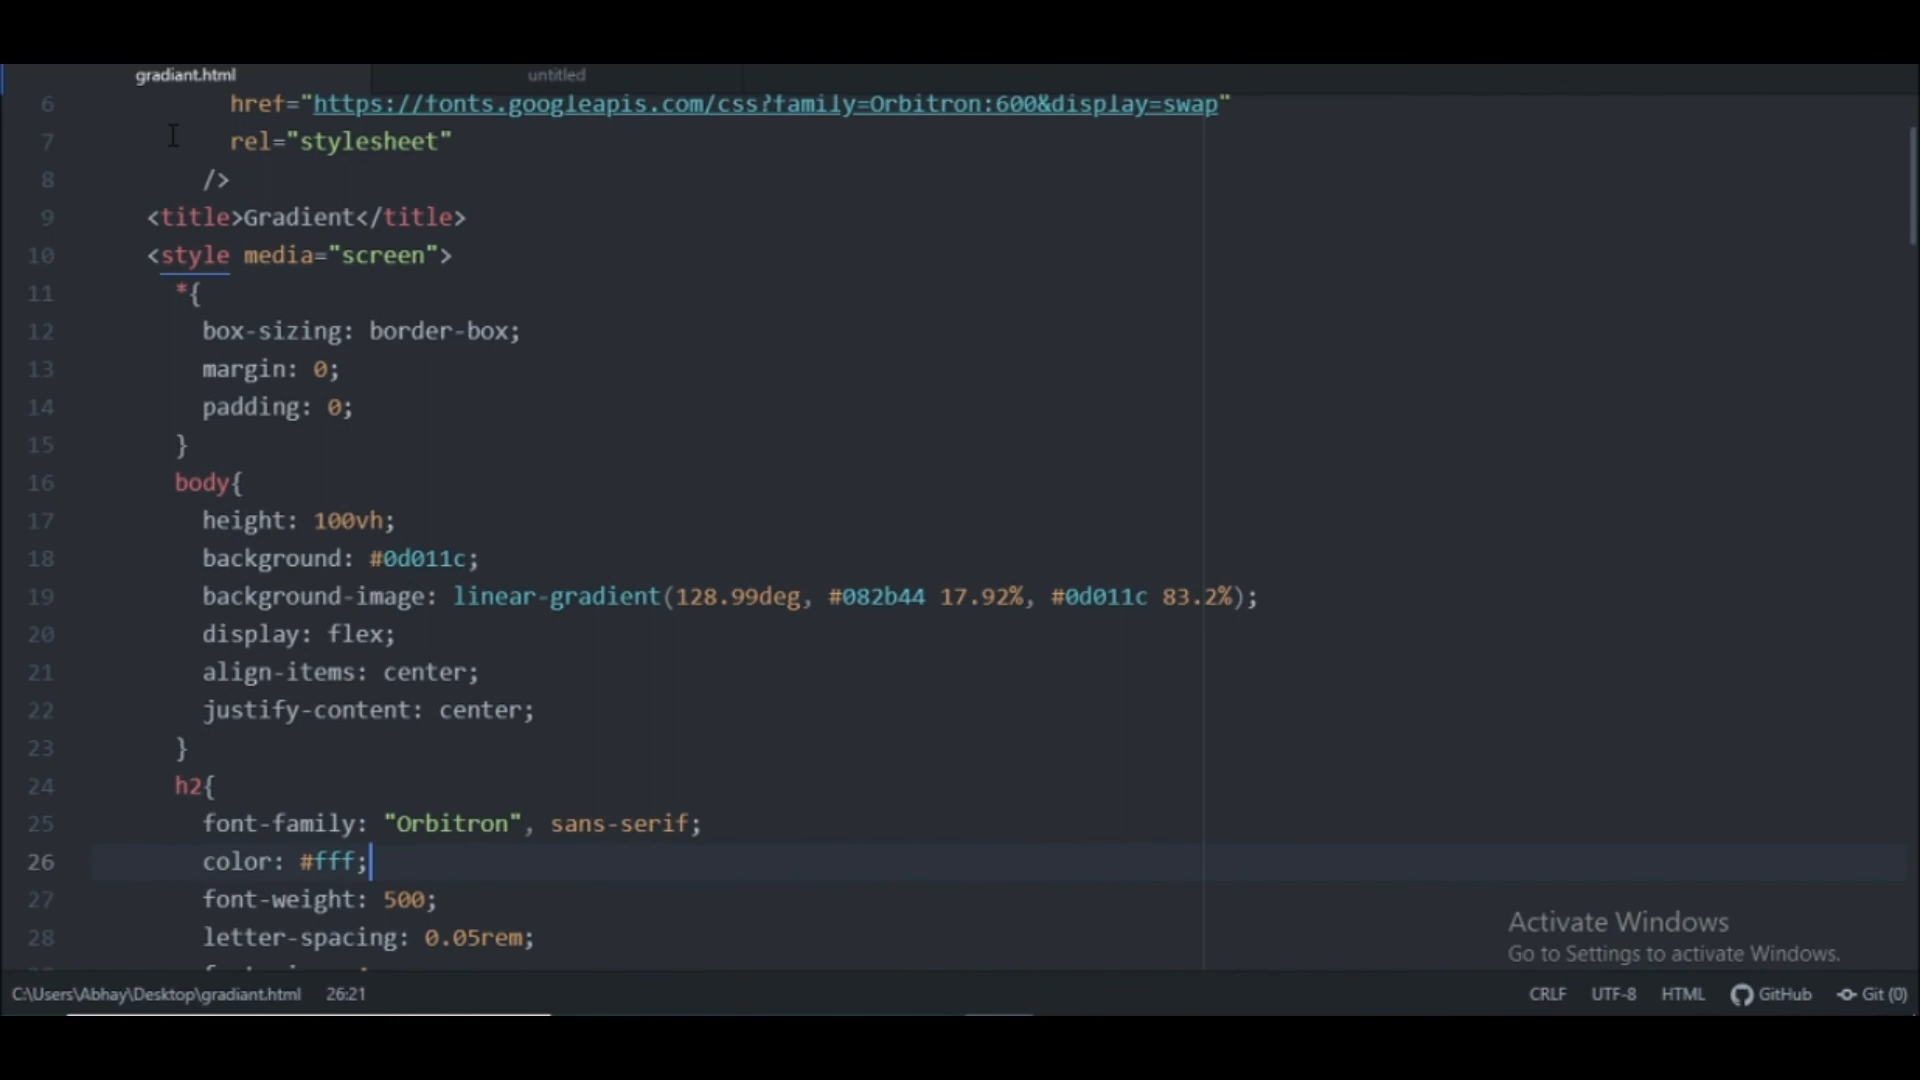 gradiant.html untitled
6 href="https://fonts.googleapis.com/css?family=Orbitron:600&display=swap"
7 rel="stylesheet"
8 />
9 <title>Gradient</title>
10 <style media="screen">
11 *{
12 box-sizing: border-box;
13 margin: 0;
14 padding: 0;
15 }
16 body{
17 height: 100vh;
18 background: #0d011c;
19 background-image: linear-gradient(128.99deg, #082b44 17.92%, #0d011c 83.2%);
20 display: flex;
21 align-items: center;
22 justify-content: center;
23 }
24 h2{
25 font-family: "Orbitron", sans-serif;
26 color: #fff;
27 font-weight: 500;
28 letter-spacing: 0.05rem;
Activate Windows
Go to Settings to activate Windows.
C:\Users\Abhay\Desktop\gradiant.html 26:21 CRLF UTF-8 HTML GitHub Git (0)